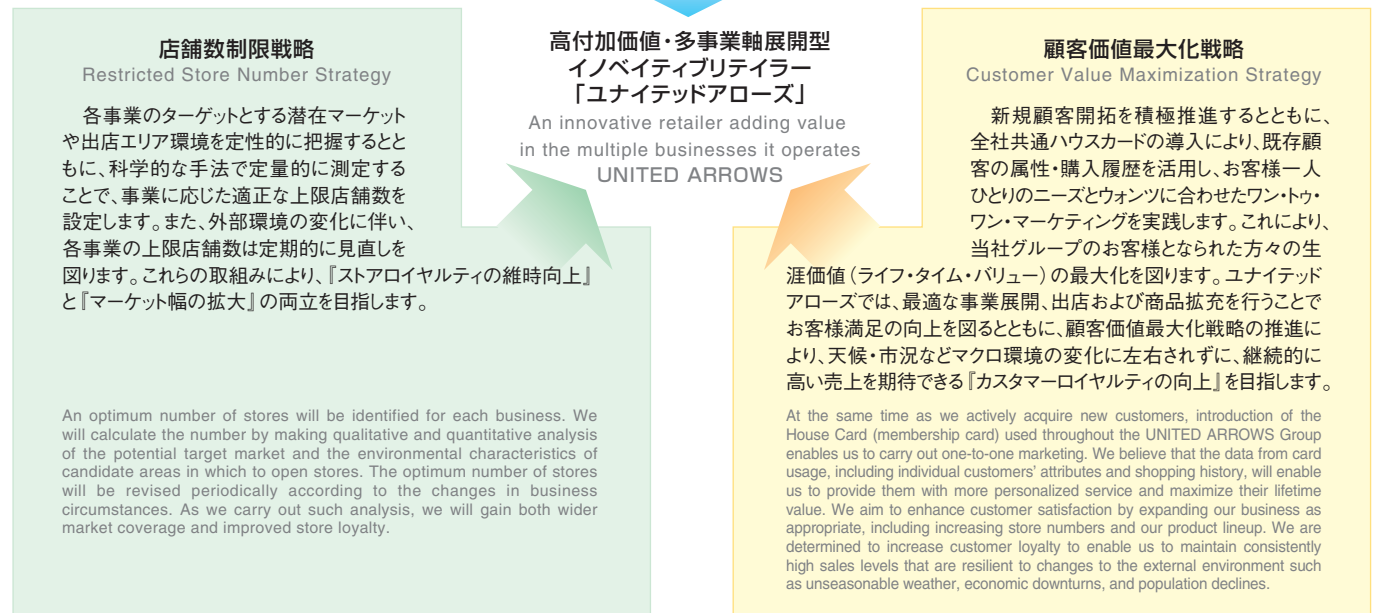 店舗数制限戦略
Restricted Store Number Strategy
各事業のターゲットとする潜在マーケット
や出店エリア環境を定性的に把握するとと
もに、科学的な手法で定量的に測定する
ことで、事業に応じた適正な上限店舗数を
設定します。また、外部環境の変化に伴い、
各事業の上限店舗数は定期的に見直しを
図ります。これらの取組みにより、『ストアロイヤルティの維時向上』
と『マーケット幅の拡大』の両立を目指します。
An optimum number of stores will be identified for each business. We
will calculate the number by making qualitative and quantitative analysis
of the potential target market and the environmental characteristics of
candidate areas in which to open stores. The optimum number of stores
will be revised periodically according to the changes in business
circumstances. As we carry out such analysis, we will gain both wider
market coverage and improved store loyalty.
高付加価値・多事業軸展開型
イノベイティブリテイラー
「ユナイテッドアローズ」
An innovative retailer adding value
in the multiple businesses it operates
UNITED ARROWS
顧客価値最大化戦略
Customer Value Maximization Strategy
新規顧客開拓を積極推進するとともに、
全社共通ハウスカードの導入により、既存顧
客の属性・購入履歴を活用し、お客様一人
ひとりのニーズとウォンツに合わせたワン・トゥ・
ワン・マーケティングを実践します。これにより、
当社グループのお客様となられた方々の生
涯価値（ライフ・タイム・バリュー）の最大化を図ります。ユナイテッド
アローズでは、最適な事業展開、出店および商品拡充を行うことで
お客様満足の向上を図るとともに、顧客価値最大化戦略の推進に
より、天候・市況などマクロ環境の変化に左右されずに、継続的に
高い売上を期待できる『カスタマーロイヤルティの向上』を目指します。
At the same time as we actively acquire new customers, introduction of the
House Card (membership card) used throughout the UNITED ARROWS Group
enables us to carry out one-to-one marketing. We believe that the data from card
usage, including individual customers’ attributes and shopping history, will enable
us to provide them with more personalized service and maximize their lifetime
value. We aim to enhance customer satisfaction by expanding our business as
appropriate, including increasing store numbers and our product lineup. We are
determined to increase customer loyalty to enable us to maintain consistently
high sales levels that are resilient to changes to the external environment such
as unseasonable weather, economic downturns, and population declines.